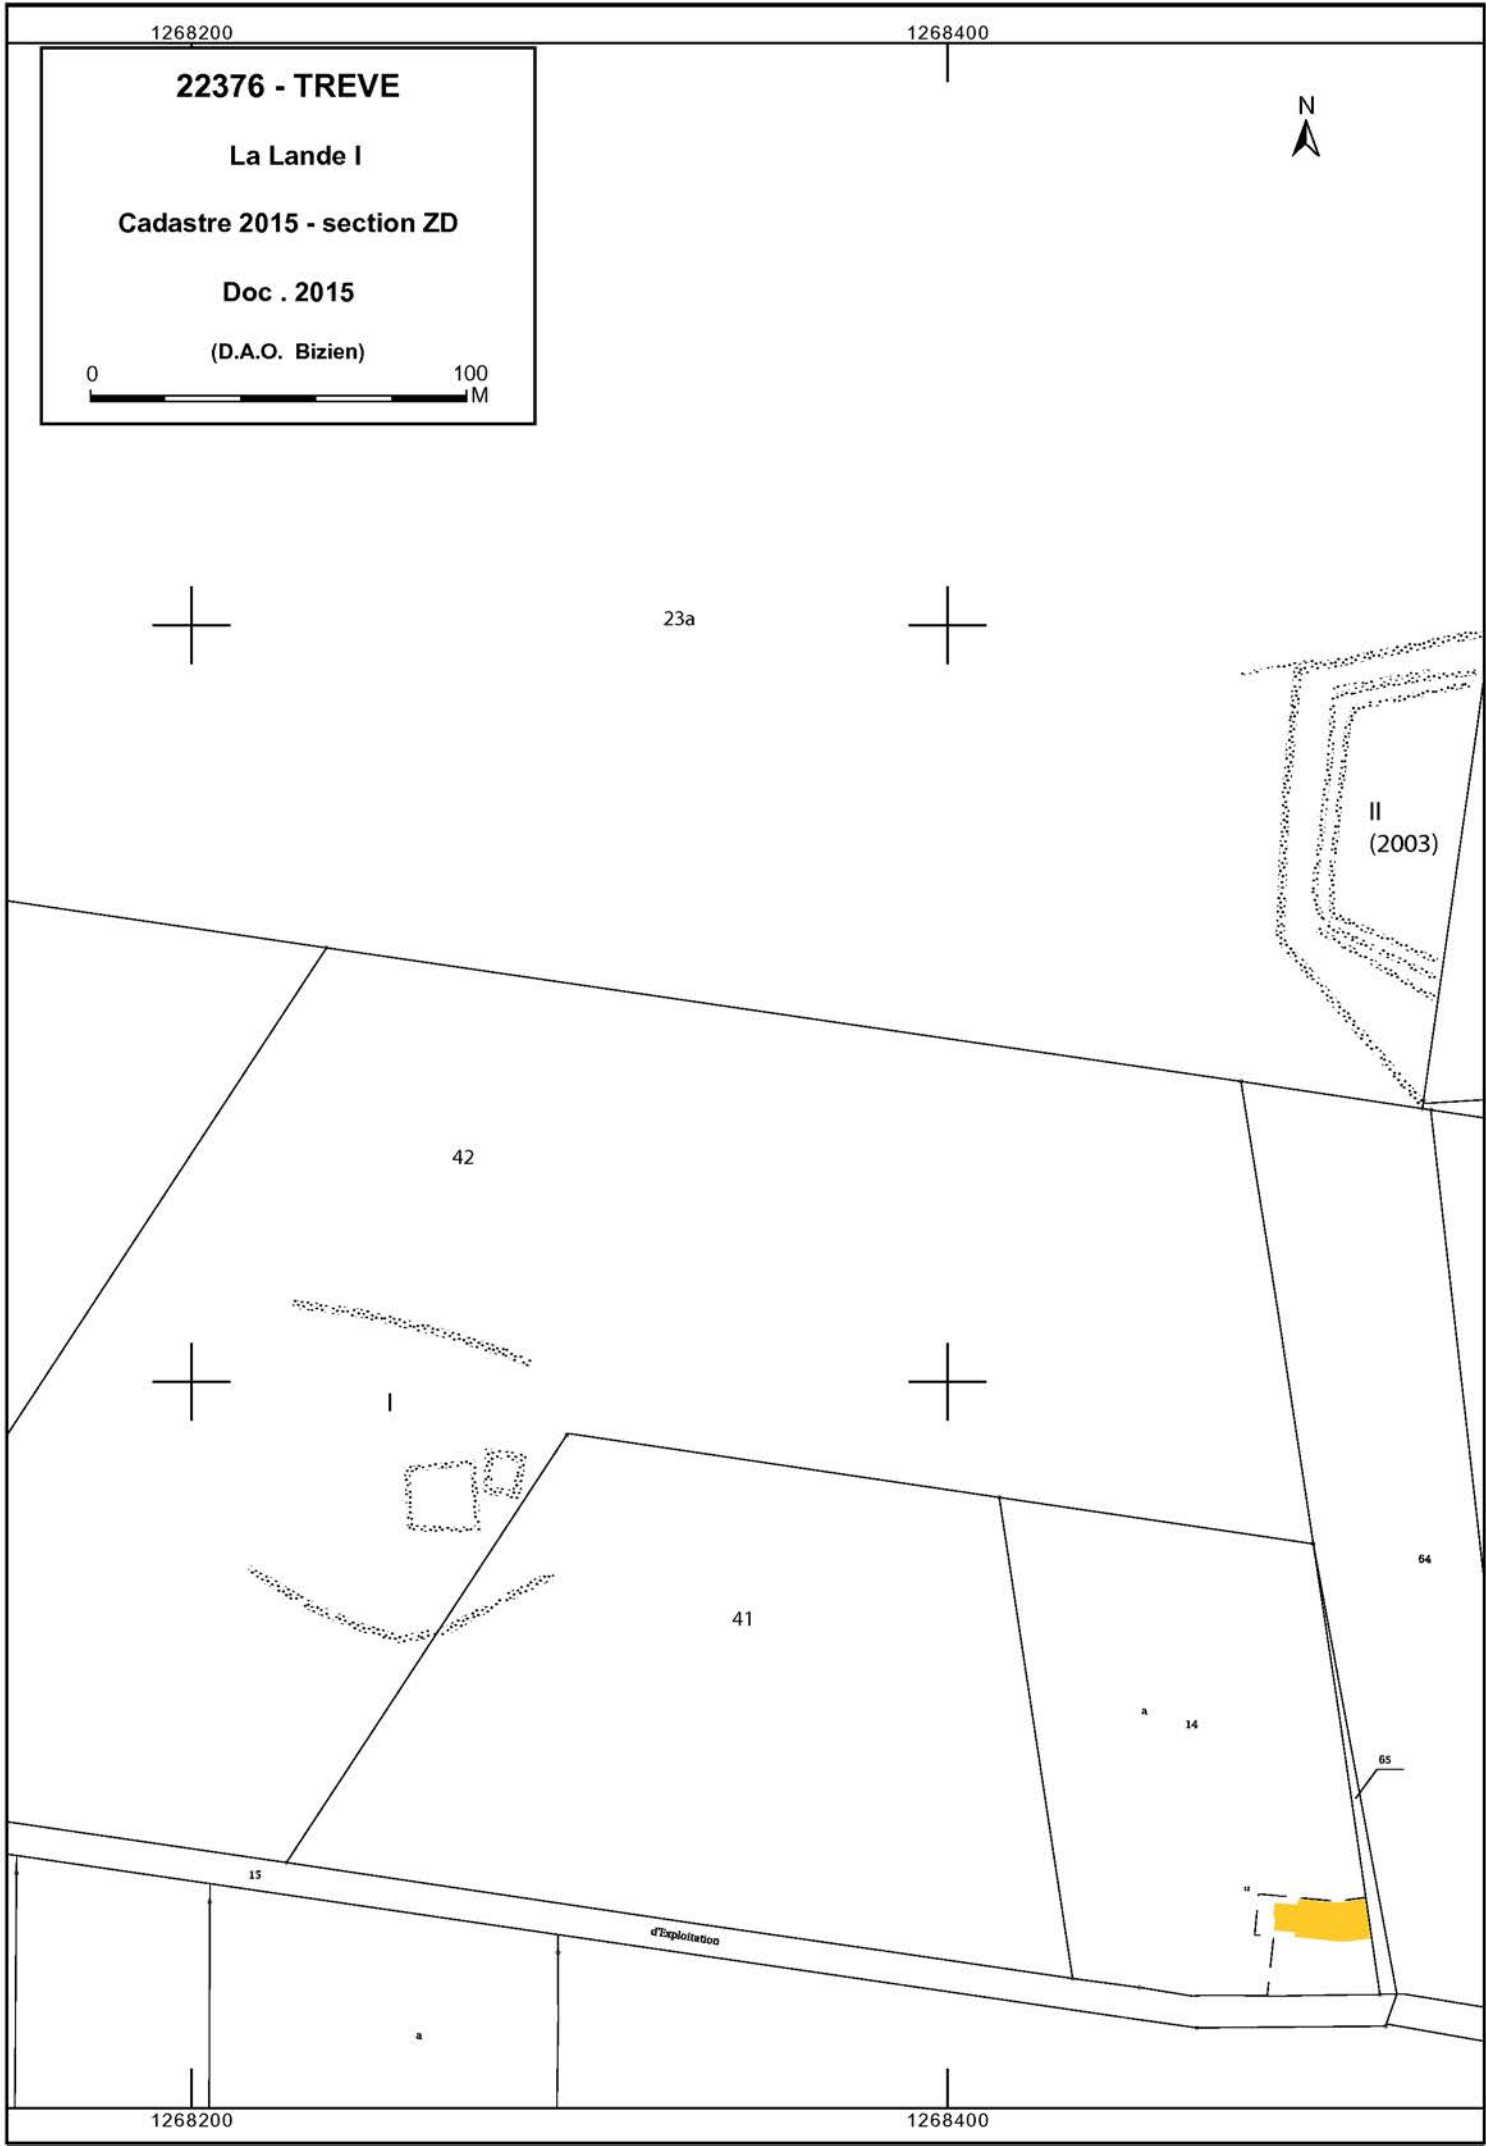 1268200 1268400
22376 - TREVE
La Lande I
Cadastre 2015 - section ZD
Doc . 2015
(D.A.O. Bizien)
0 100
M
N
23a
II
(2003)
42
I
64
41
a 14
65
15
d'Exploitation
a
1268200 1268400